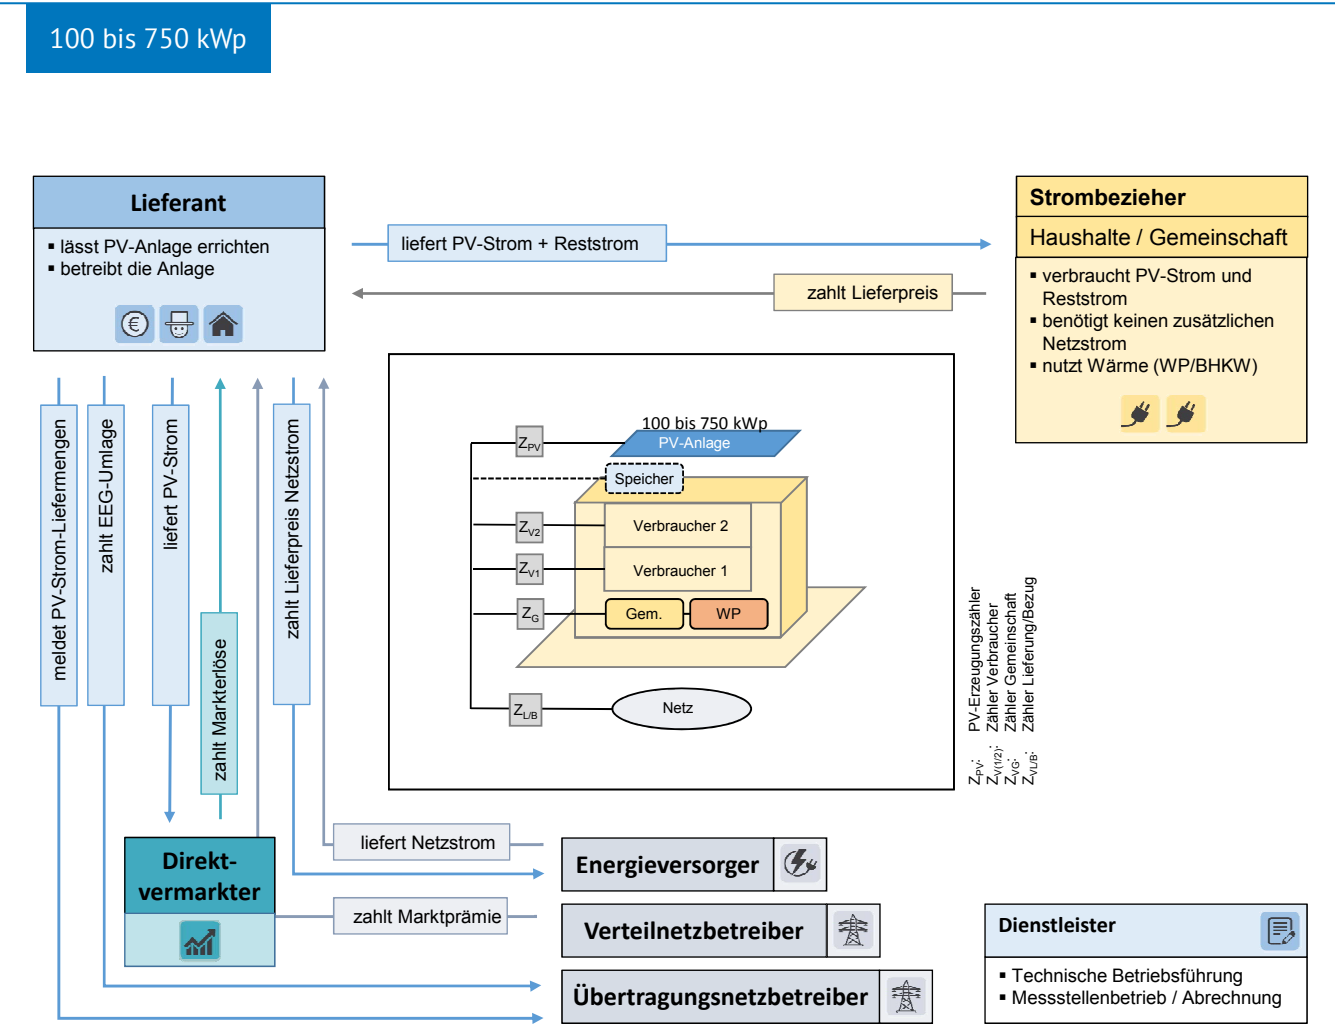 100 bis 750 kWp
Lieferant
▪ lässt PV-Anlage errichten
▪ betreibt die Anlage
liefert PV-Strom + Reststrom
zahlt Lieferpreis
Strombezieher
Haushalte / Gemeinschaft
▪ verbraucht PV-Strom und
Reststrom
▪ benötigt keinen zusätzlichen
Netzstrom
▪ nutzt Wärme (WP/BHKW)
meldet PV-Strom-Liefermengen
zahlt EEG-Umlage
liefert PV-Strom
zahlt Markterlöse
zahlt Lieferpreis Netzstrom
100 bis 750 kWp
Z_PV
PV-Anlage
Speicher
Z_V2
Verbraucher 2
Z_V1
Verbraucher 1
Z_G
Gem.
WP
Z_L/B
Netz
Z_PV: PV-Erzeugungszähler
Z_V(1/2): Zähler Verbraucher
Z_VG: Zähler Gemeinschaft
Z_VL/B: Zähler Lieferung/Bezug
liefert Netzstrom
zahlt Marktprämie
Direkt-
vermarkter
Energieversorger
Verteilnetzbetreiber
Übertragungsnetzbetreiber
Dienstleister
▪ Technische Betriebsführung
▪ Messstellenbetrieb / Abrechnung